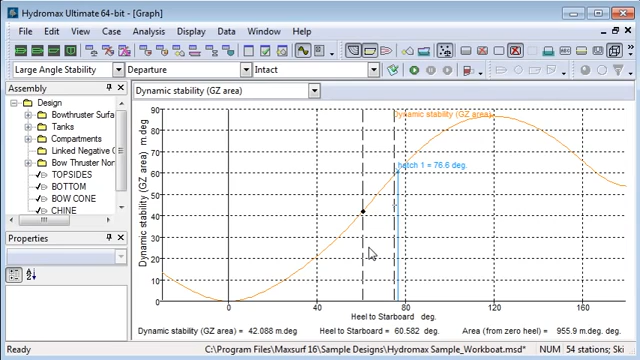 Hydromax Ultimate 64-bit - [Graph]
File Edit View Case Analysis Display Data Window Help
Large Angle Stability Departure Intact
Assembly
Dynamic stability (GZ area)
Design
Bowthruster Surfa
Tanks
Compartments
Linked Negative C
Bow Thruster Non
TOPSIDES
BOTTOM
BOW CONE
CHINE
Properties
Dynamic stability (GZ area) m.deg
90
80
70
60
50
40
30
20
10
0
Dynamic stability (GZ area)
hatch 1 = 76.6 deg.
0 40 80 120 160
Heel to Starboard deg.
Dynamic stability (GZ area) = 42.088 m.deg Heel to Starboard = 60.582 deg. Area (from zero heel) = 955.9 m.deg^2
C:\Program Files\Maxsurf 16\Sample Designs\Hydromax Sample_Workboat.msd* NUM 54 stations; Ski